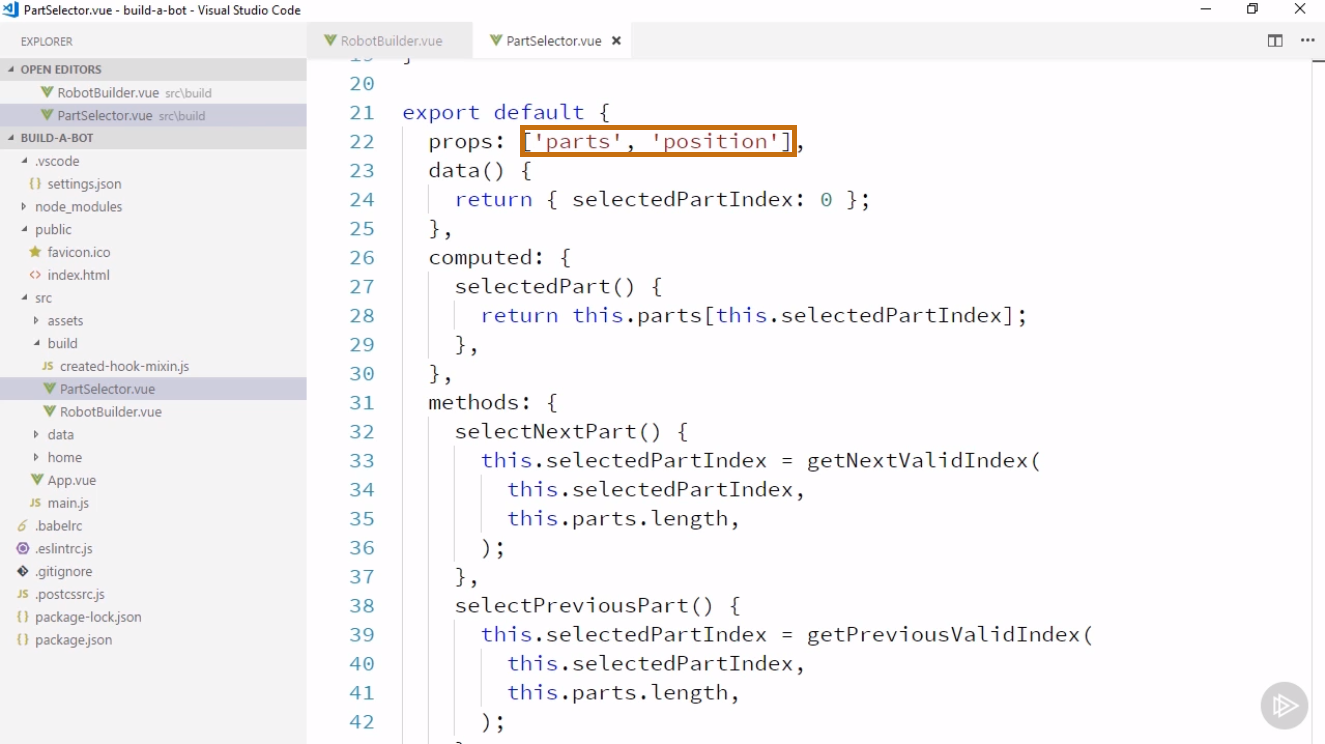 PartSelector.vue - build-a-bot - Visual Studio Code
EXPLORER
OPEN EDITORS
RobotBuilder.vue src\build
PartSelector.vue src\build
BUILD-A-BOT
.vscode
{} settings.json
node_modules
public
favicon.ico
<> index.html
src
assets
build
JS created-hook-mixin.js
PartSelector.vue
RobotBuilder.vue
data
home
App.vue
JS main.js
.babelrc
.eslintrc.js
.gitignore
JS .postcssrc.js
{} package-lock.json
{} package.json
RobotBuilder.vue
PartSelector.vue
20
21 export default {
22 props: ['parts', 'position'],
23 data() {
24 return { selectedPartIndex: 0 };
25 },
26 computed: {
27 selectedPart() {
28 return this.parts[this.selectedPartIndex];
29 },
30 },
31 methods: {
32 selectNextPart() {
33 this.selectedPartIndex = getNextValidIndex(
34 this.selectedPartIndex,
35 this.parts.length,
36 );
37 },
38 selectPreviousPart() {
39 this.selectedPartIndex = getPreviousValidIndex(
40 this.selectedPartIndex,
41 this.parts.length,
42 );